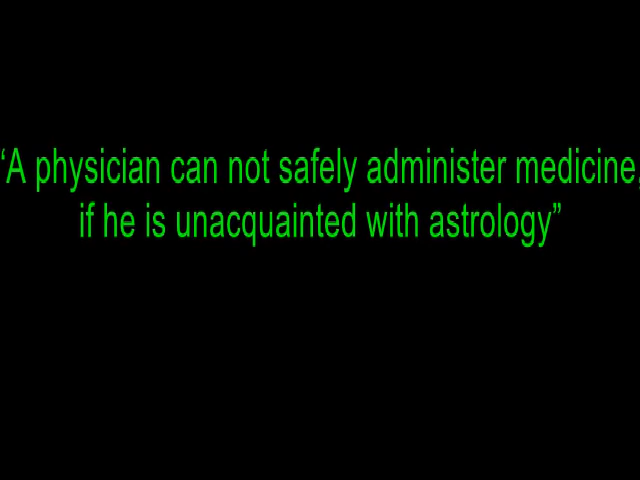 ‘A physician can not safely administer medicine,
if he is unacquainted with astrology”